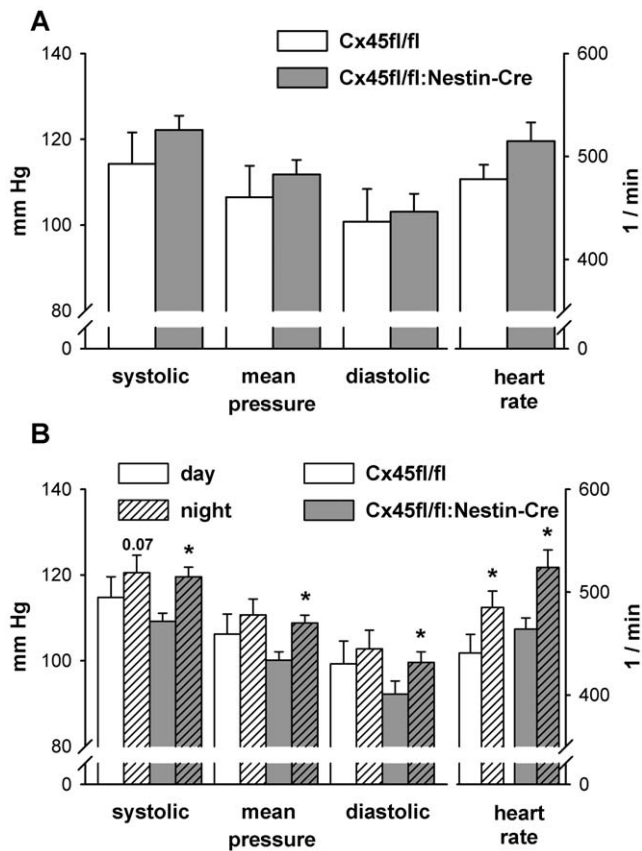 A
Cx45fl/fl
Cx45fl/fl:Nestin-Cre
140
120
100
80
0
mm Hg
600
500
400
0
1 / min
systolic
mean
pressure
diastolic
heart
rate
B
day
night
Cx45fl/fl
Cx45fl/fl:Nestin-Cre
140
120
100
80
0
mm Hg
0.07
*
*
*
*
*
600
500
400
0
1 / min
systolic
mean
pressure
diastolic
heart
rate